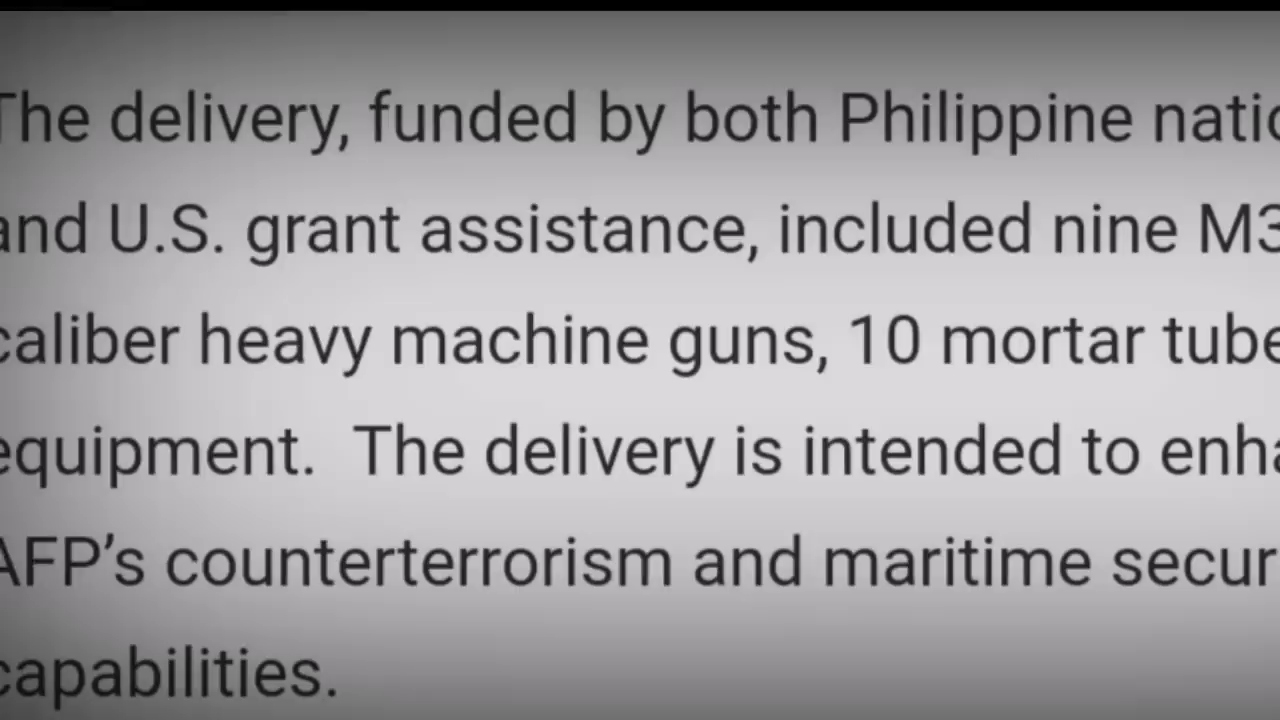 The delivery, funded by both Philippine natio
and U.S. grant assistance, included nine M3
caliber heavy machine guns, 10 mortar tube
equipment. The delivery is intended to enha
AFP’s counterterrorism and maritime secur
capabilities.